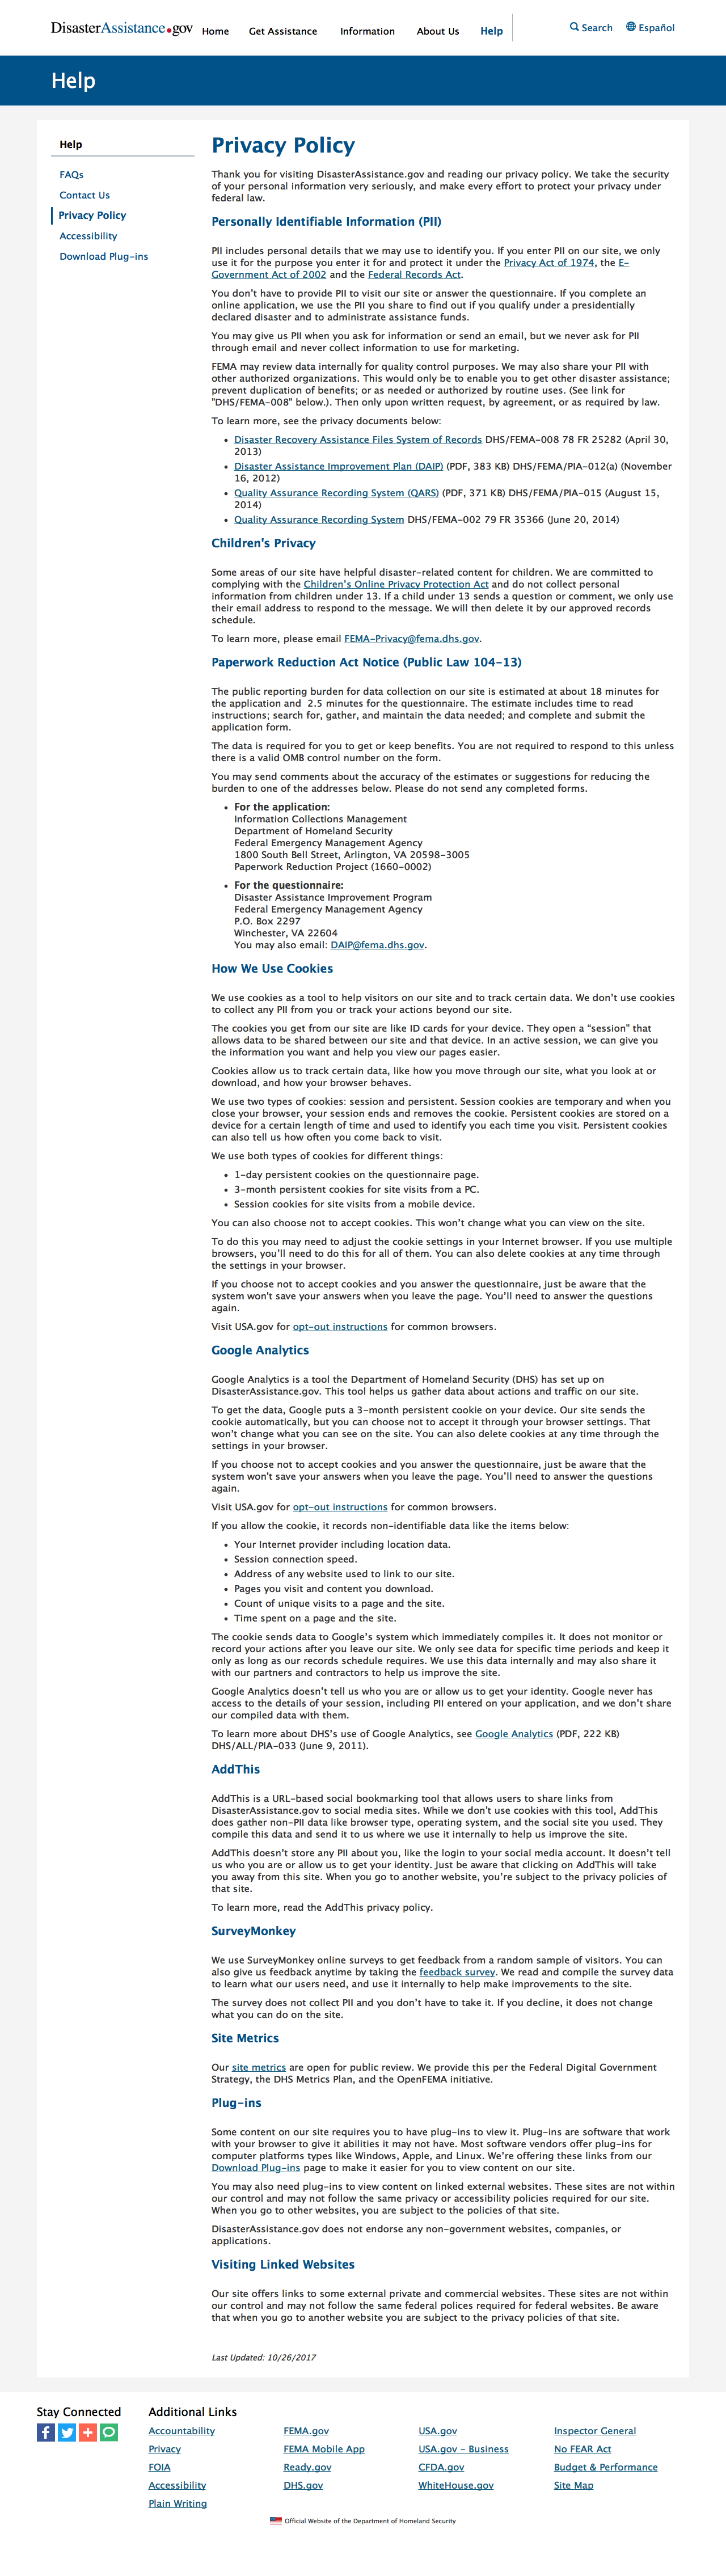 DisasterAssistance.gov Home Get Assistance Information About Us Help Search Español
Help
Help
FAQs
Contact Us
Privacy Policy
Accessibility
Download Plug-ins
Privacy Policy
Thank you for visiting DisasterAssistance.gov and reading our privacy policy. We take the security
of your personal information very seriously, and make every effort to protect your privacy under
federal law.
Personally Identifiable Information (PII)
PII includes personal details that we may use to identify you. If you enter PII on our site, we only
use it for the purpose you enter it for and protect it under the Privacy Act of 1974, the E-
Government Act of 2002 and the Federal Records Act.
You don't have to provide PII to visit our site or answer the questionnaire. If you complete an
online application, we use the PII you share to find out if you qualify under a presidentially
declared disaster and to administrate assistance funds.
You may give us PII when you ask for information or send an email, but we never ask for PII
through email and never collect information to use for marketing.
FEMA may review data internally for quality control purposes. We may also share your PII with
other authorized organizations. This would only be to enable you to get other disaster assistance;
prevent duplication of benefits; or as needed or authorized by routine uses. (See link for
"DHS/FEMA-008" below.). Then only upon written request, by agreement, or as required by law.
To learn more, see the privacy documents below:
• Disaster Recovery Assistance Files System of Records DHS/FEMA-008 78 FR 25282 (April 30,
2013)
• Disaster Assistance Improvement Plan (DAIP) (PDF, 383 KB) DHS/FEMA/PIA-012(a) (November
16, 2012)
• Quality Assurance Recording System (QARS) (PDF, 371 KB) DHS/FEMA/PIA-015 (August 15,
2014)
• Quality Assurance Recording System DHS/FEMA-002 79 FR 35366 (June 20, 2014)
Children's Privacy
Some areas of our site have helpful disaster-related content for children. We are committed to
complying with the Children's Online Privacy Protection Act and do not collect personal
information from children under 13. If a child under 13 sends a question or comment, we only use
their email address to respond to the message. We will then delete it by our approved records
schedule.
To learn more, please email FEMA-Privacy@fema.dhs.gov.
Paperwork Reduction Act Notice (Public Law 104-13)
The public reporting burden for data collection on our site is estimated at about 18 minutes for
the application and 2.5 minutes for the questionnaire. The estimate includes time to read
instructions; search for, gather, and maintain the data needed; and complete and submit the
application form.
The data is required for you to get or keep benefits. You are not required to respond to this unless
there is a valid OMB control number on the form.
You may send comments about the accuracy of the estimates or suggestions for reducing the
burden to one of the addresses below. Please do not send any completed forms.
• For the application:
Information Collections Management
Department of Homeland Security
Federal Emergency Management Agency
1800 South Bell Street, Arlington, VA 20598-3005
Paperwork Reduction Project (1660-0002)
• For the questionnaire:
Disaster Assistance Improvement Program
Federal Emergency Management Agency
P.O. Box 2297
Winchester, VA 22604
You may also email: DAIP@fema.dhs.gov.
How We Use Cookies
We use cookies as a tool to help visitors on our site and to track certain data. We don't use cookies
to collect any PII from you or track your actions beyond our site.
The cookies you get from our site are like ID cards for your device. They open a “session” that
allows data to be shared between our site and that device. In an active session, we can give you
the information you want and help you view our pages easier.
Cookies allow us to track certain data, like how you move through our site, what you look at or
download, and how your browser behaves.
We use two types of cookies: session and persistent. Session cookies are temporary and when you
close your browser, your session ends and removes the cookie. Persistent cookies are stored on a
device for a certain length of time and used to identify you each time you visit. Persistent cookies
can also tell us how often you come back to visit.
We use both types of cookies for different things:
• 1-day persistent cookies on the questionnaire page.
• 3-month persistent cookies for site visits from a PC.
• Session cookies for site visits from a mobile device.
You can also choose not to accept cookies. This won't change what you can view on the site.
To do this you may need to adjust the cookie settings in your Internet browser. If you use multiple
browsers, you'll need to do this for all of them. You can also delete cookies at any time through
the settings in your browser.
If you choose not to accept cookies and you answer the questionnaire, just be aware that the
system won't save your answers when you leave the page. You'll need to answer the questions
again.
Visit USA.gov for opt-out instructions for common browsers.
Google Analytics
Google Analytics is a tool the Department of Homeland Security (DHS) has set up on
DisasterAssistance.gov. This tool helps us gather data about actions and traffic on our site.
To get the data, Google puts a 3-month persistent cookie on your device. Our site sends the
cookie automatically, but you can choose not to accept it through your browser settings. That
won't change what you can see on the site. You can also delete cookies at any time through the
settings in your browser.
If you choose not to accept cookies and you answer the questionnaire, just be aware that the
system won't save your answers when you leave the page. You'll need to answer the questions
again.
Visit USA.gov for opt-out instructions for common browsers.
If you allow the cookie, it records non-identifiable data like the items below:
• Your Internet provider including location data.
• Session connection speed.
• Address of any website used to link to our site.
• Pages you visit and content you download.
• Count of unique visits to a page and the site.
• Time spent on a page and the site.
The cookie sends data to Google's system which immediately compiles it. It does not monitor or
record your actions after you leave our site. We only see data for specific time periods and keep it
only as long as our records schedule requires. We use this data internally and may also share it
with our partners and contractors to help us improve the site.
Google Analytics doesn't tell us who you are or allow us to get your identity. Google never has
access to the details of your session, including PII entered on your application, and we don't share
our compiled data with them.
To learn more about DHS's use of Google Analytics, see Google Analytics (PDF, 222 KB)
DHS/ALL/PIA-033 (June 9, 2011).
AddThis
AddThis is a URL-based social bookmarking tool that allows users to share links from
DisasterAssistance.gov to social media sites. While we don't use cookies with this tool, AddThis
does gather non-PII data like browser type, operating system, and the social site you used. They
compile this data and send it to us where we use it internally to help us improve the site.
AddThis doesn't store any PII about you, like the login to your social media account. It doesn't tell
us who you are or allow us to get your identity. Just be aware that clicking on AddThis will take
you away from this site. When you go to another website, you're subject to the privacy policies of
that site.
To learn more, read the AddThis privacy policy.
SurveyMonkey
We use SurveyMonkey online surveys to get feedback from a random sample of visitors. You can
also give us feedback anytime by taking the feedback survey. We read and compile the survey data
to learn what our users need, and use it internally to help make improvements to the site.
The survey does not collect PII and you don't have to take it. If you decline, it does not change
what you can do on the site.
Site Metrics
Our site metrics are open for public review. We provide this per the Federal Digital Government
Strategy, the DHS Metrics Plan, and the OpenFEMA initiative.
Plug-ins
Some content on our site requires you to have plug-ins to view it. Plug-ins are software that work
with your browser to give it abilities it may not have. Most software vendors offer plug-ins for
computer platforms types like Windows, Apple, and Linux. We're offering these links from our
Download Plug-ins page to make it easier for you to view content on our site.
You may also need plug-ins to view content on linked external websites. These sites are not within
our control and may not follow the same privacy or accessibility policies required for our site.
When you go to other websites, you are subject to the policies of that site.
DisasterAssistance.gov does not endorse any non-government websites, companies, or
applications.
Visiting Linked Websites
Our site offers links to some external private and commercial websites. These sites are not within
our control and may not follow the same federal polices required for federal websites. Be aware
that when you go to another website you are subject to the privacy policies of that site.
Last Updated: 10/26/2017
Stay Connected
Additional Links
Accountability FEMA.gov USA.gov Inspector General
Privacy FEMA Mobile App USA.gov - Business No FEAR Act
FOIA Ready.gov CFDA.gov Budget & Performance
Accessibility DHS.gov WhiteHouse.gov Site Map
Plain Writing
Official Website of the Department of Homeland Security